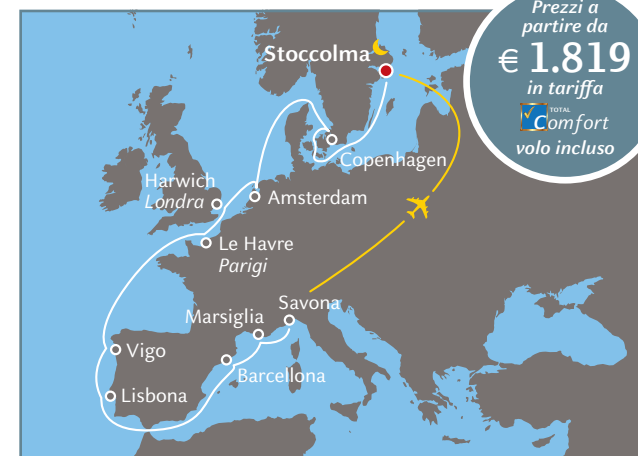 Prezzi a
partire da
€ 1.819
in tariffa
TOTAL
Comfort
volo incluso
Stoccolma
Copenhagen
Harwich
Londra
Amsterdam
Le Havre
Parigi
Savona
Marsiglia
Vigo
Barcellona
Lisbona